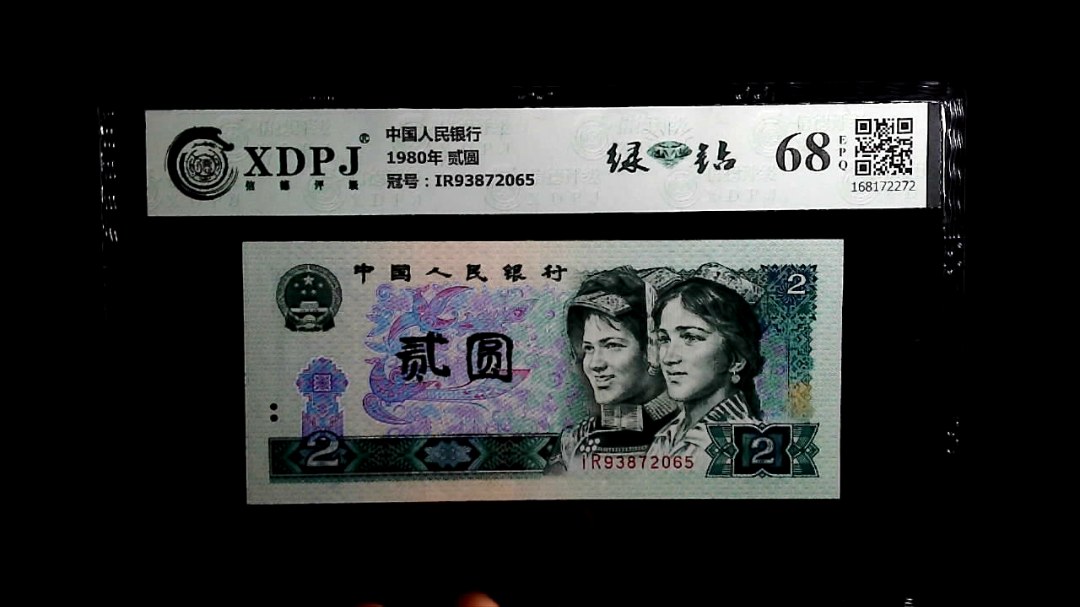 XDPJ®
信德评级
中国人民银行
1980年 贰圆
冠号：IR93872065
绿钻
68
EPQ
168172272
中国人民银行
2
贰圆
IR93872065
2
2